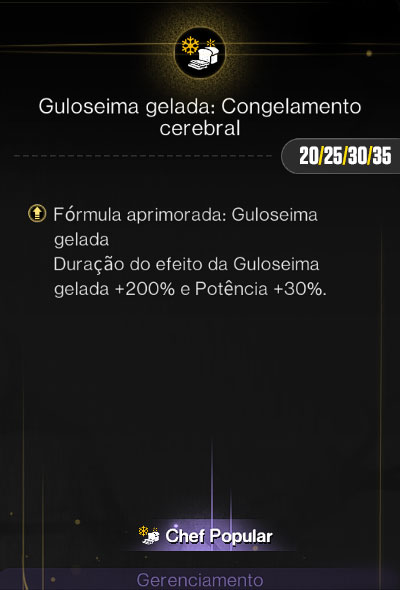 Guloseima gelada: Congelamento
cerebral
20/25/30/35
Fórmula aprimorada: Guloseima
gelada
Duração do efeito da Guloseima
gelada +200% e Potência +30%.
Chef Popular
Gerenciamento